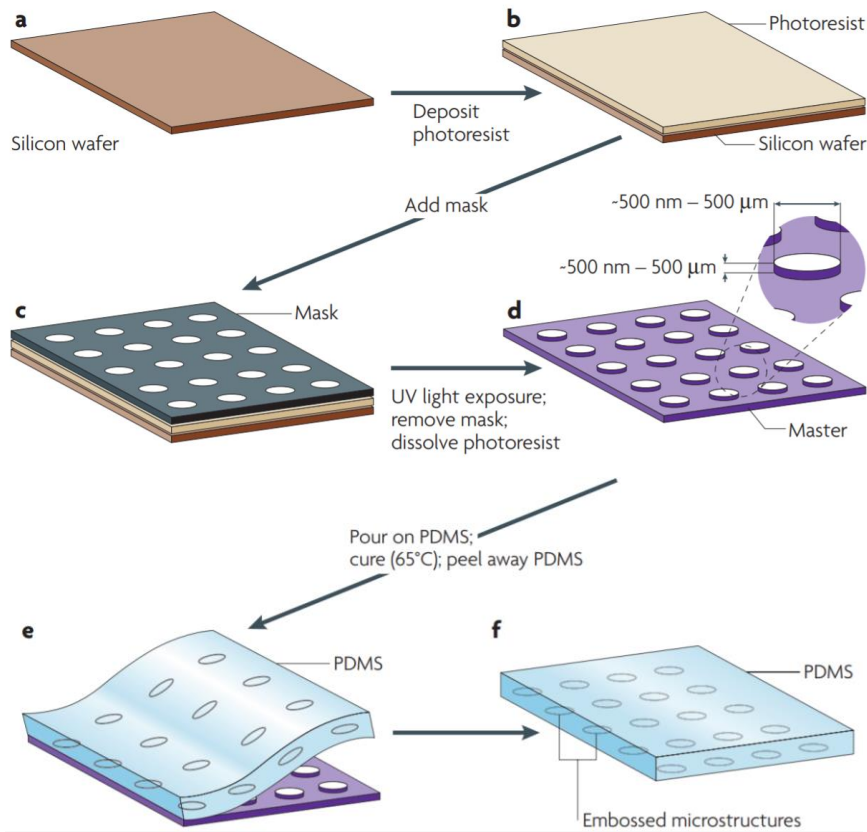 a
b
Photoresist
Deposit
photoresist
Silicon wafer
Silicon wafer
Add mask
~500 nm – 500 μm
~500 nm – 500 μm
c
Mask
d
UV light exposure;
remove mask;
dissolve photoresist
Master
Pour on PDMS;
cure (65°C); peel away PDMS
e
PDMS
f
PDMS
Embossed microstructures